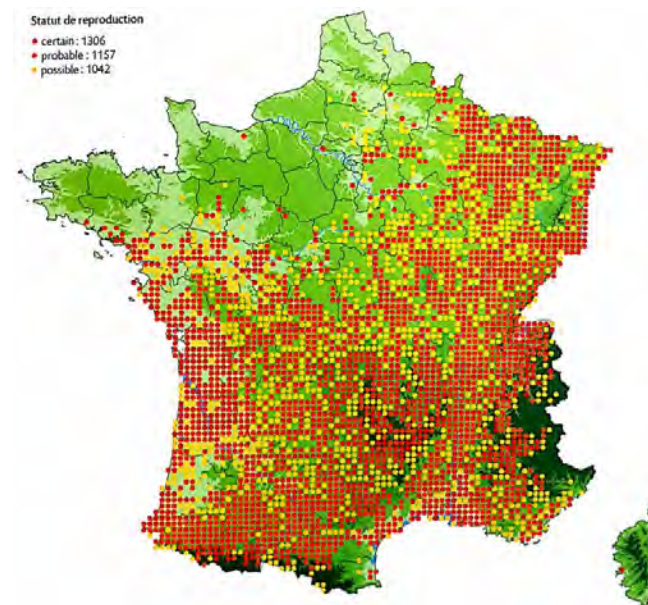 Statut de reproduction
certain : 1306
probable : 1157
possible : 1042